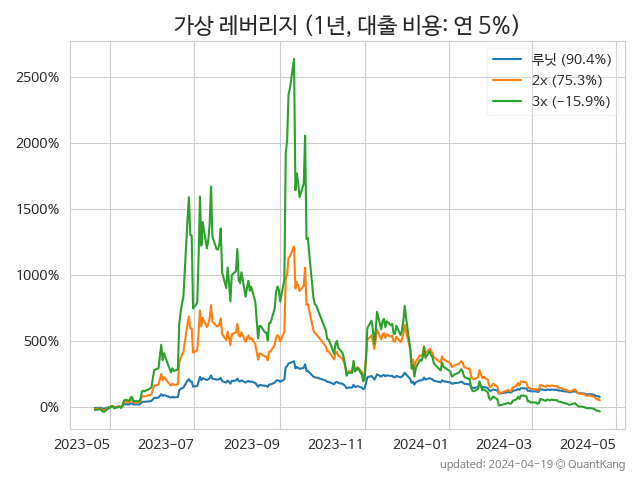 가상 레버리지 (1년, 대출 비용: 연 5%)
루닛 (90.4%)
2x (75.3%)
3x (-15.9%)
2500%
2000%
1500%
1000%
500%
0%
2023-05 2023-07 2023-09 2023-11 2024-01 2024-03 2024-05
updated: 2024-04-19 © QuantKang